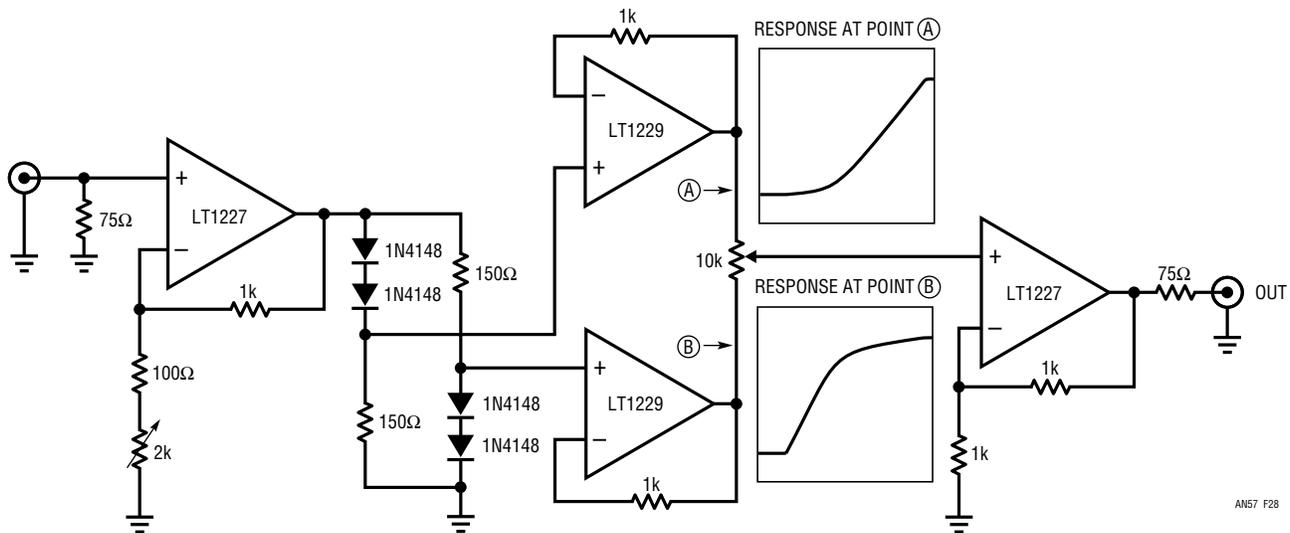 1k
RESPONSE AT POINT A
−
LT1229
+
A
+
LT1227
−
75Ω
1N4148
1N4148
150Ω
1k
100Ω
2k
150Ω
10k
RESPONSE AT POINT B
B
+
LT1229
−
1N4148
1N4148
1k
+
LT1227
−
75Ω
OUT
1k
1k
AN57 F28